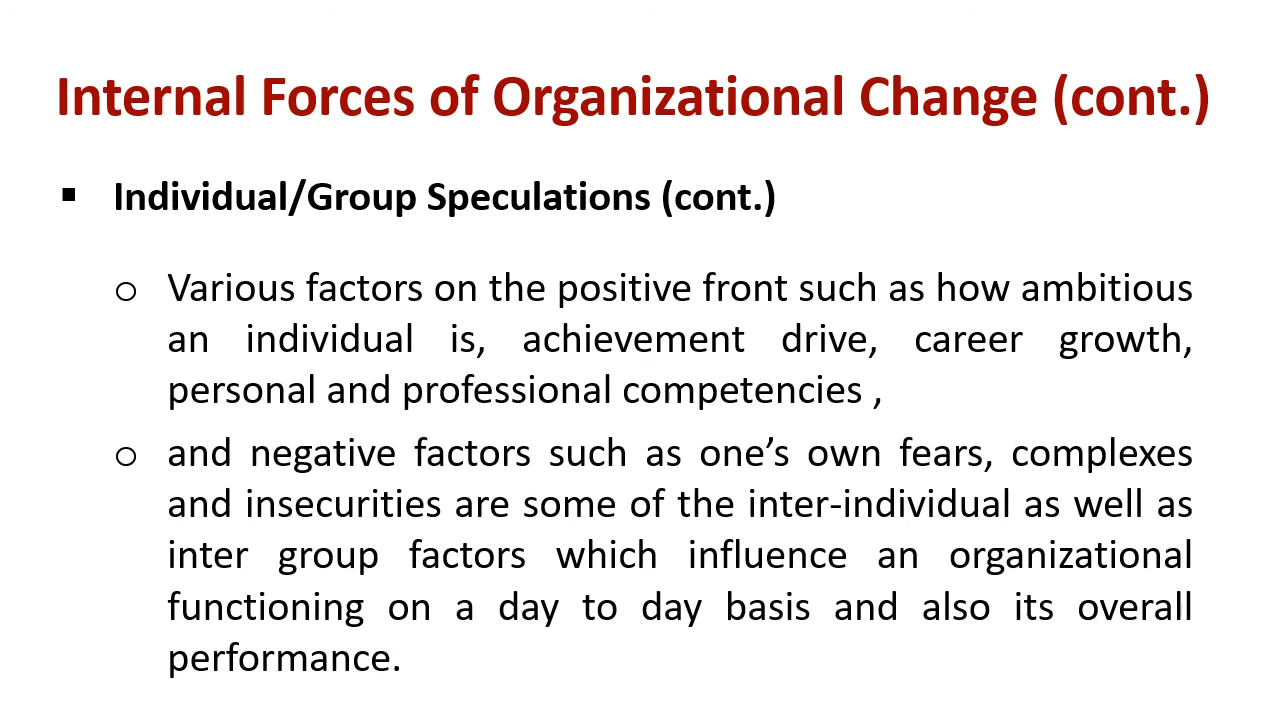 Internal Forces of Organizational Change (cont.)
▪ Individual/Group Speculations (cont.)
o Various factors on the positive front such as how ambitious
an individual is, achievement drive, career growth,
personal and professional competencies ,
o and negative factors such as one’s own fears, complexes
and insecurities are some of the inter-individual as well as
inter group factors which influence an organizational
functioning on a day to day basis and also its overall
performance.